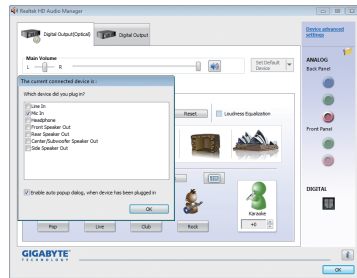 Realtek HD Audio Manager
Digital Output(Optical)
Digital Output
Device advanced
settings
Main Volume
L
R
Set Default
Device
ANALOG
Back Panel
Front Panel
DIGITAL
The current connected device is :
Which device did you plug in?
Line In
Mic In
Headphone
Front Speaker Out
Rear Speaker Out
Center/Subwoofer Speaker Out
Side Speaker Out
Enable auto popup dialog, when device has been plugged in
OK
Reset
Loudness Equalization
Karaoke
+0
Pop
Live
Club
Rock
GIGABYTE
TECHNOLOGY
OK